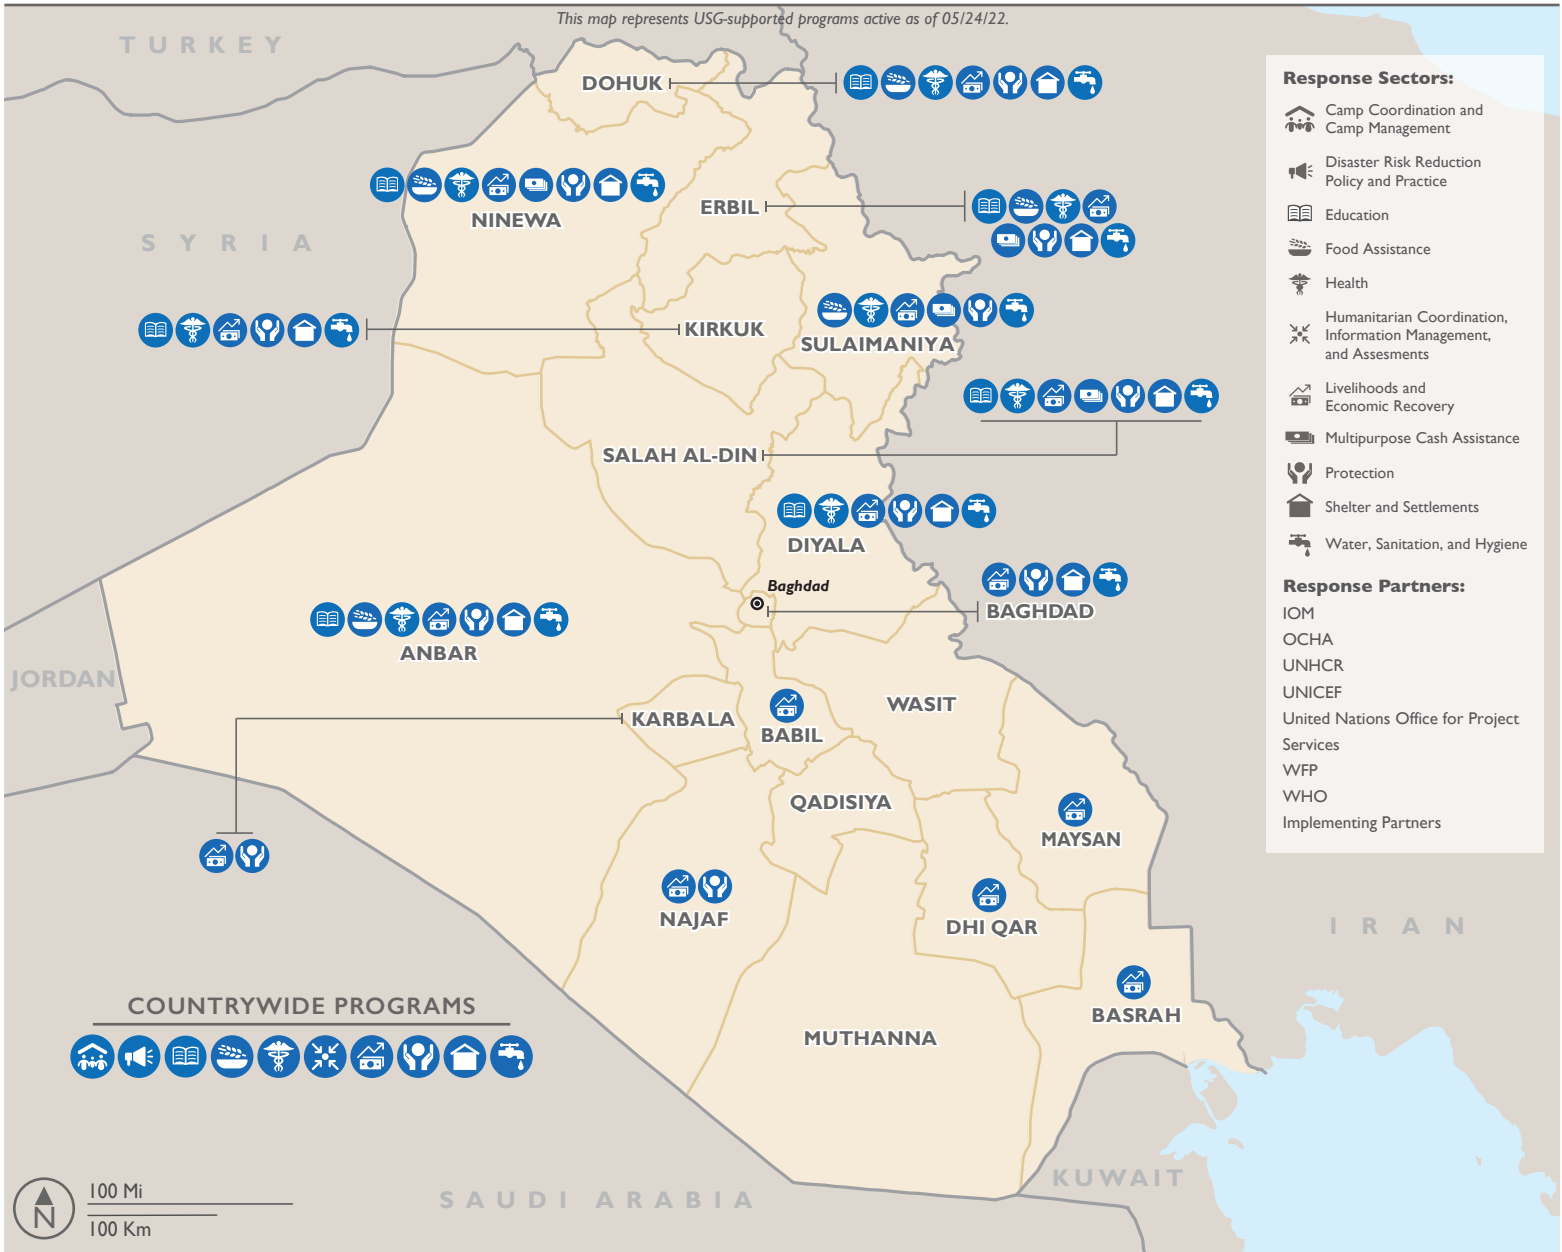 This map represents USG-supported programs active as of 05/24/22.
TURKEY
DOHUK
NINEWA
ERBIL
SYRIA
KIRKUK
SULAIMANIYA
SALAH AL-DIN
DIYALA
Baghdad
BAGHDAD
ANBAR
JORDAN
KARBALA
BABIL
WASIT
QADISIYA
MAYSAN
NAJAF
DHI QAR
BASRAH
MUTHANNA
IRAN
KUWAIT
SAUDI ARABIA
COUNTRYWIDE PROGRAMS
N
100 Mi
100 Km
Response Sectors:
Camp Coordination and
Camp Management
Disaster Risk Reduction
Policy and Practice
Education
Food Assistance
Health
Humanitarian Coordination,
Information Management,
and Assesments
Livelihoods and
Economic Recovery
Multipurpose Cash Assistance
Protection
Shelter and Settlements
Water, Sanitation, and Hygiene
Response Partners:
IOM
OCHA
UNHCR
UNICEF
United Nations Office for Project
Services
WFP
WHO
Implementing Partners